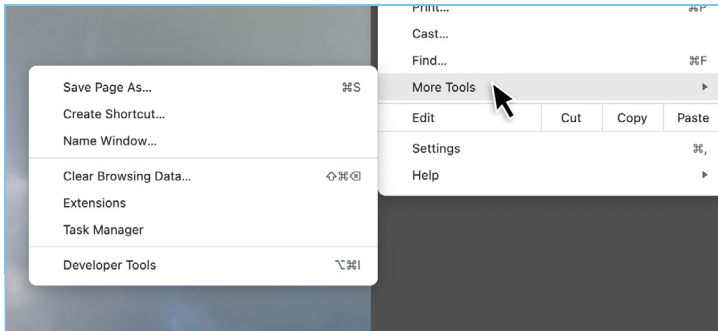 Print... ⌘P
Cast...
Find... ⌘F
More Tools
Edit Cut Copy Paste
Settings ⌘,
Help
Save Page As... ⌘S
Create Shortcut...
Name Window...
Clear Browsing Data... ⇧⌘⌫
Extensions
Task Manager
Developer Tools ⌥⌘I